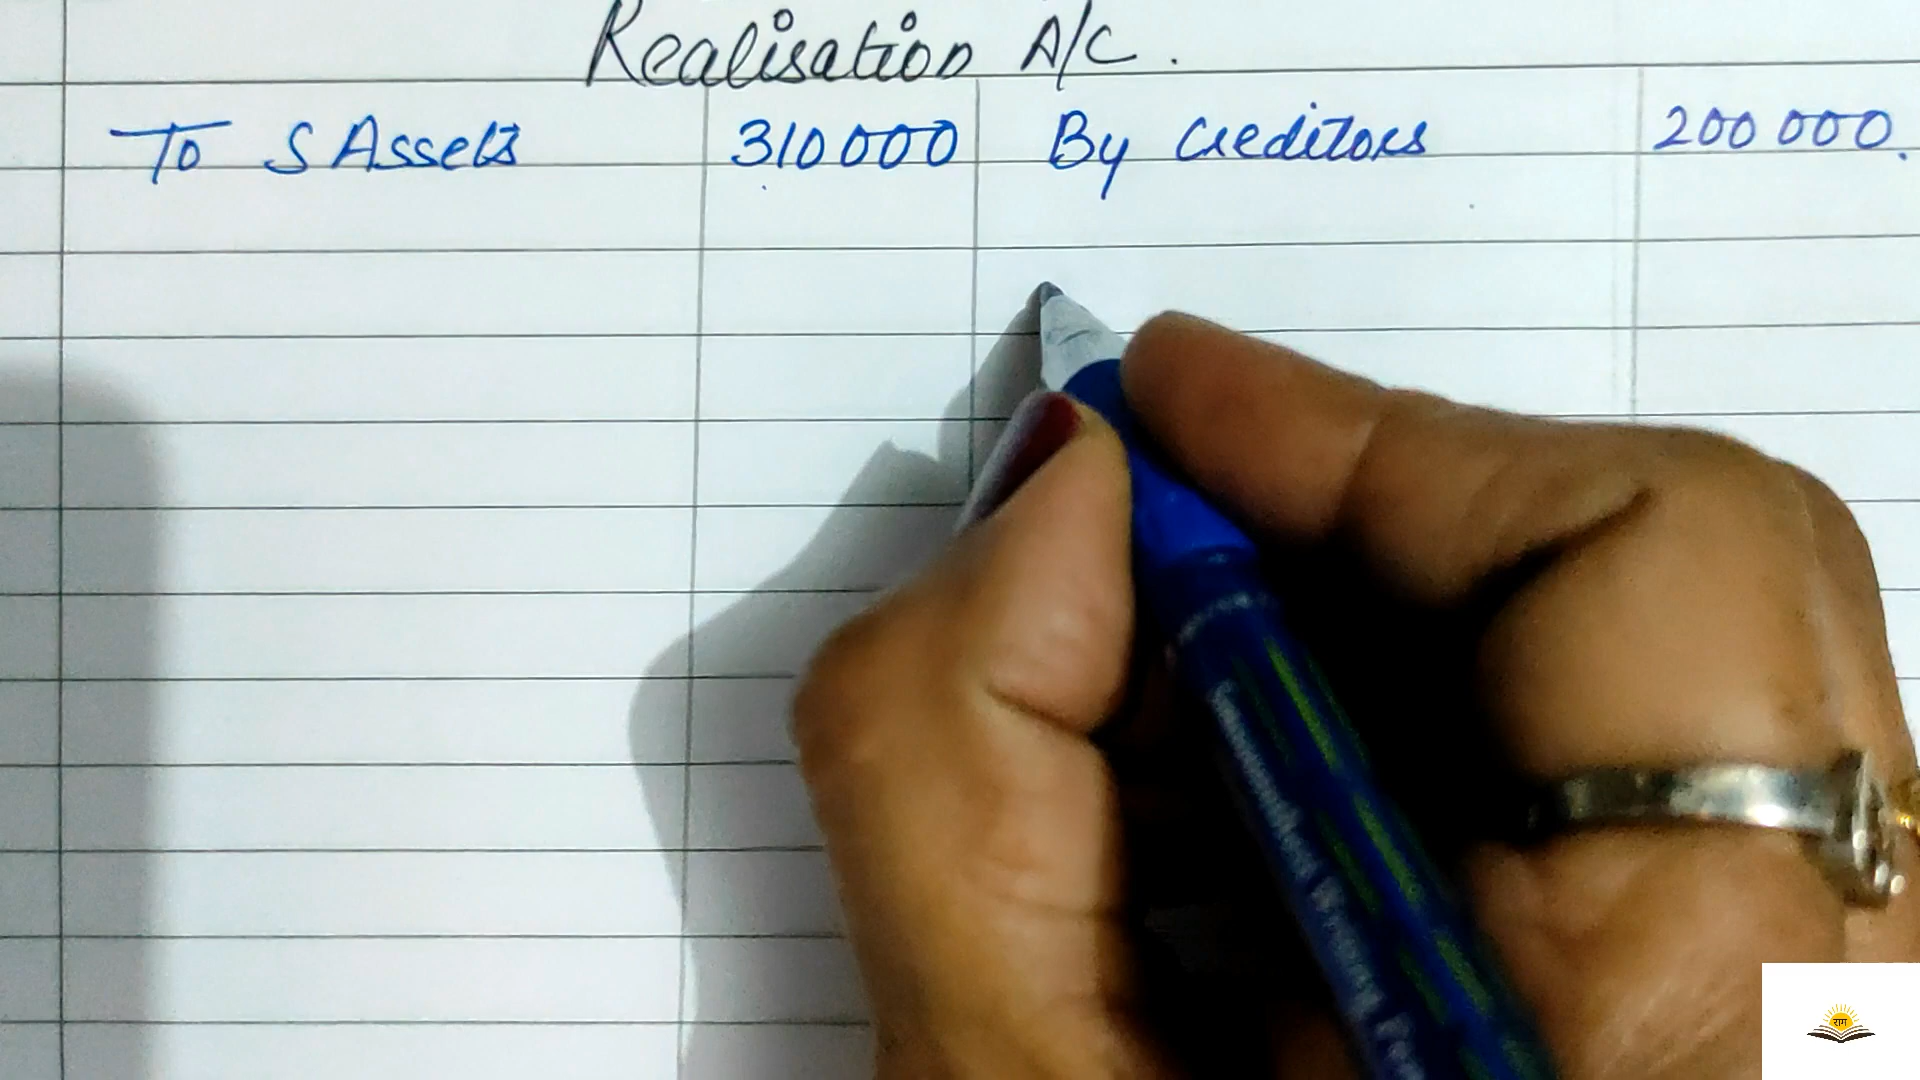 Realisation A/C.
To S Assets 310000 By Creditors 200000.
राग